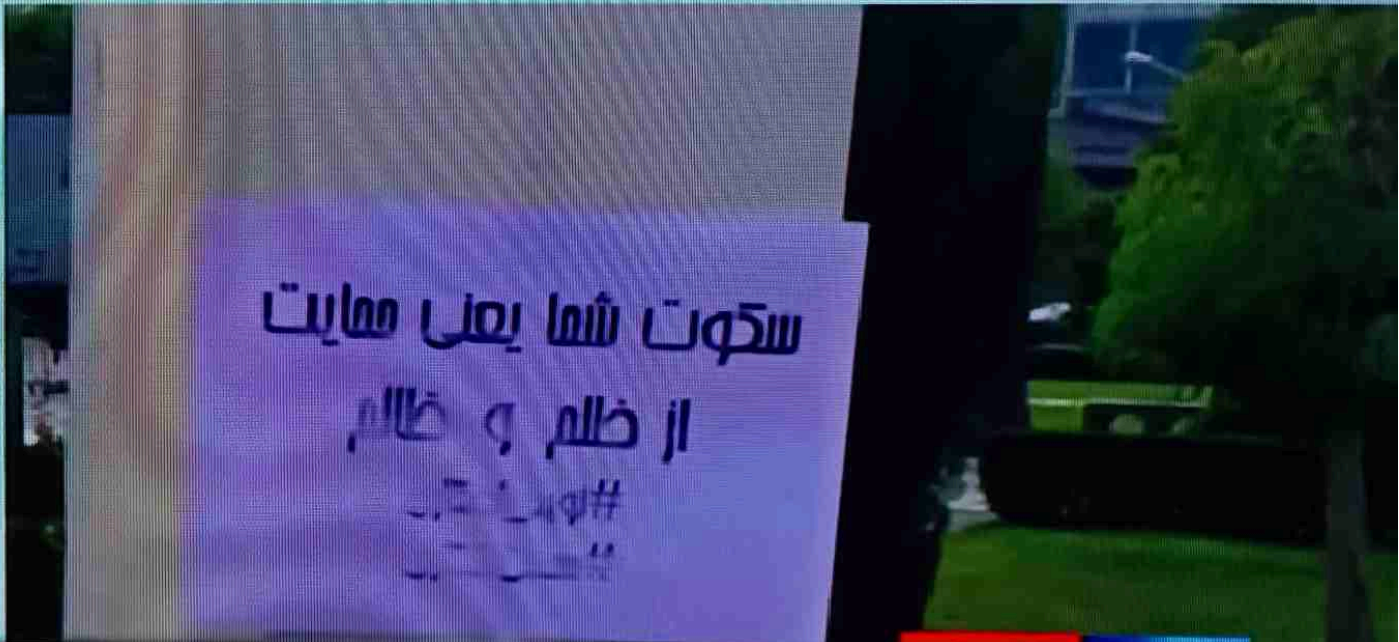 سکوت شما یعنی حمایت
از ظلم و ظالم